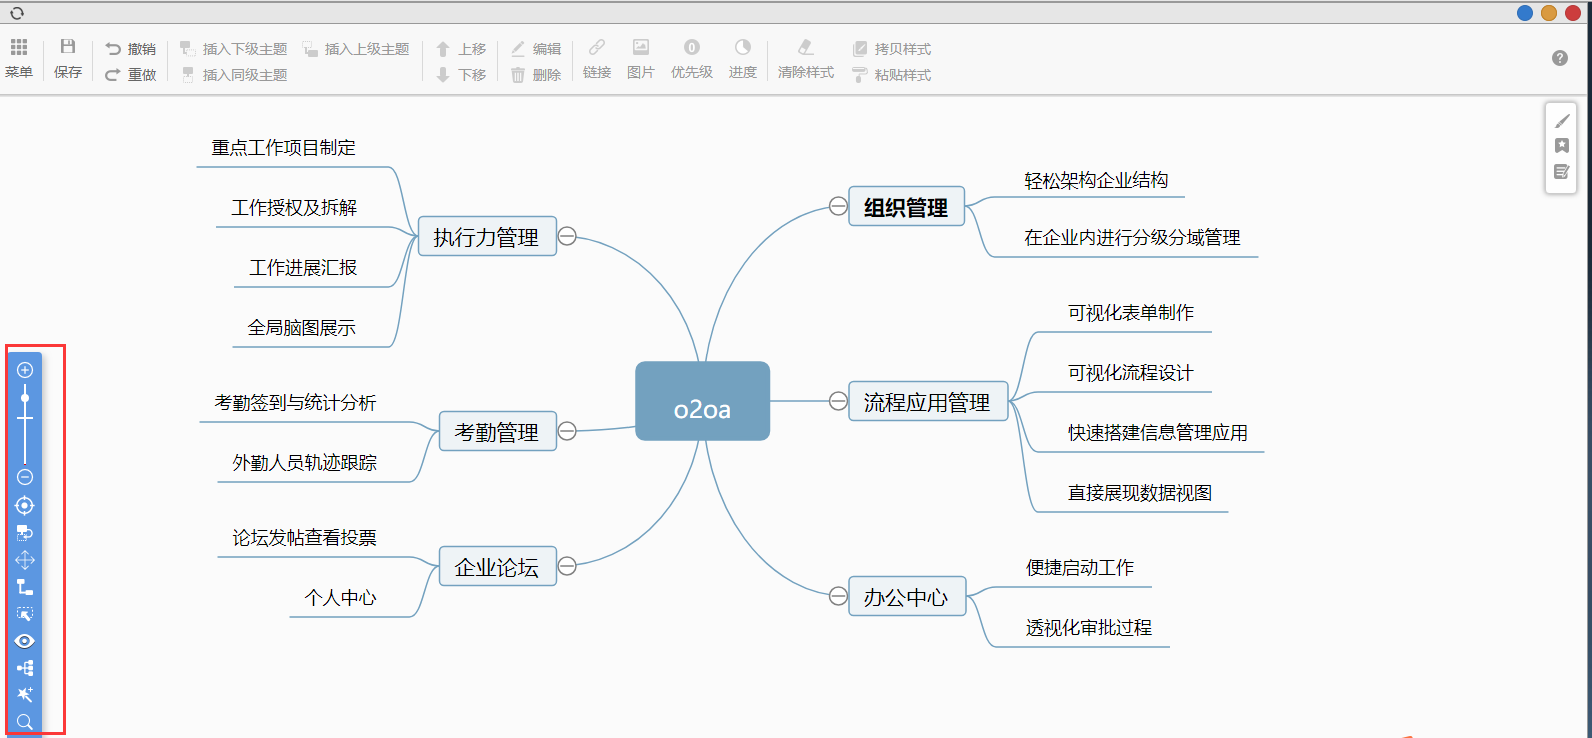 菜单
保存
撤销
重做
插入下级主题
插入上级主题
插入同级主题
上移
下移
编辑
删除
链接
图片
0
优先级
进度
清除样式
拷贝样式
粘贴样式
?
重点工作项目制定
工作授权及拆解
工作进展汇报
全局脑图展示
执行力管理
考勤签到与统计分析
外勤人员轨迹跟踪
考勤管理
论坛发帖查看投票
个人中心
企业论坛
o2oa
组织管理
轻松架构企业结构
在企业内进行分级分域管理
流程应用管理
可视化表单制作
可视化流程设计
快速搭建信息管理应用
直接展现数据视图
办公中心
便捷启动工作
透视化审批过程